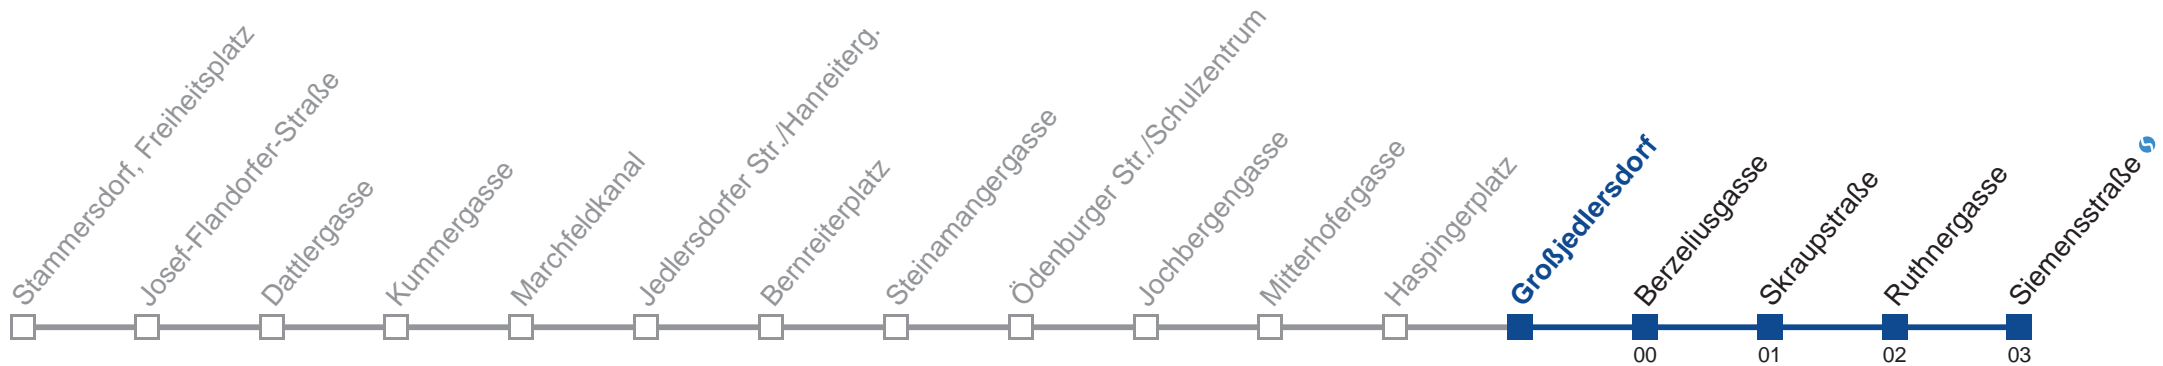 Stammersdorf, Freiheitsplatz
Josef-Flandorfer-Straße
Dattlergasse
Kummergasse
Marchfeldkanal
Jedlersdorfer Str./Hanreiterg.
Bernreiterplatz
Steinamangergasse
Ödenburger Str./Schulzentrum
Jochbergengasse
Mitterhofergasse
Haspingerplatz
Großjedlersdorf
Berzeliusgasse
Skraupstraße
Ruthnergasse
Siemensstraße
00
01
02
03